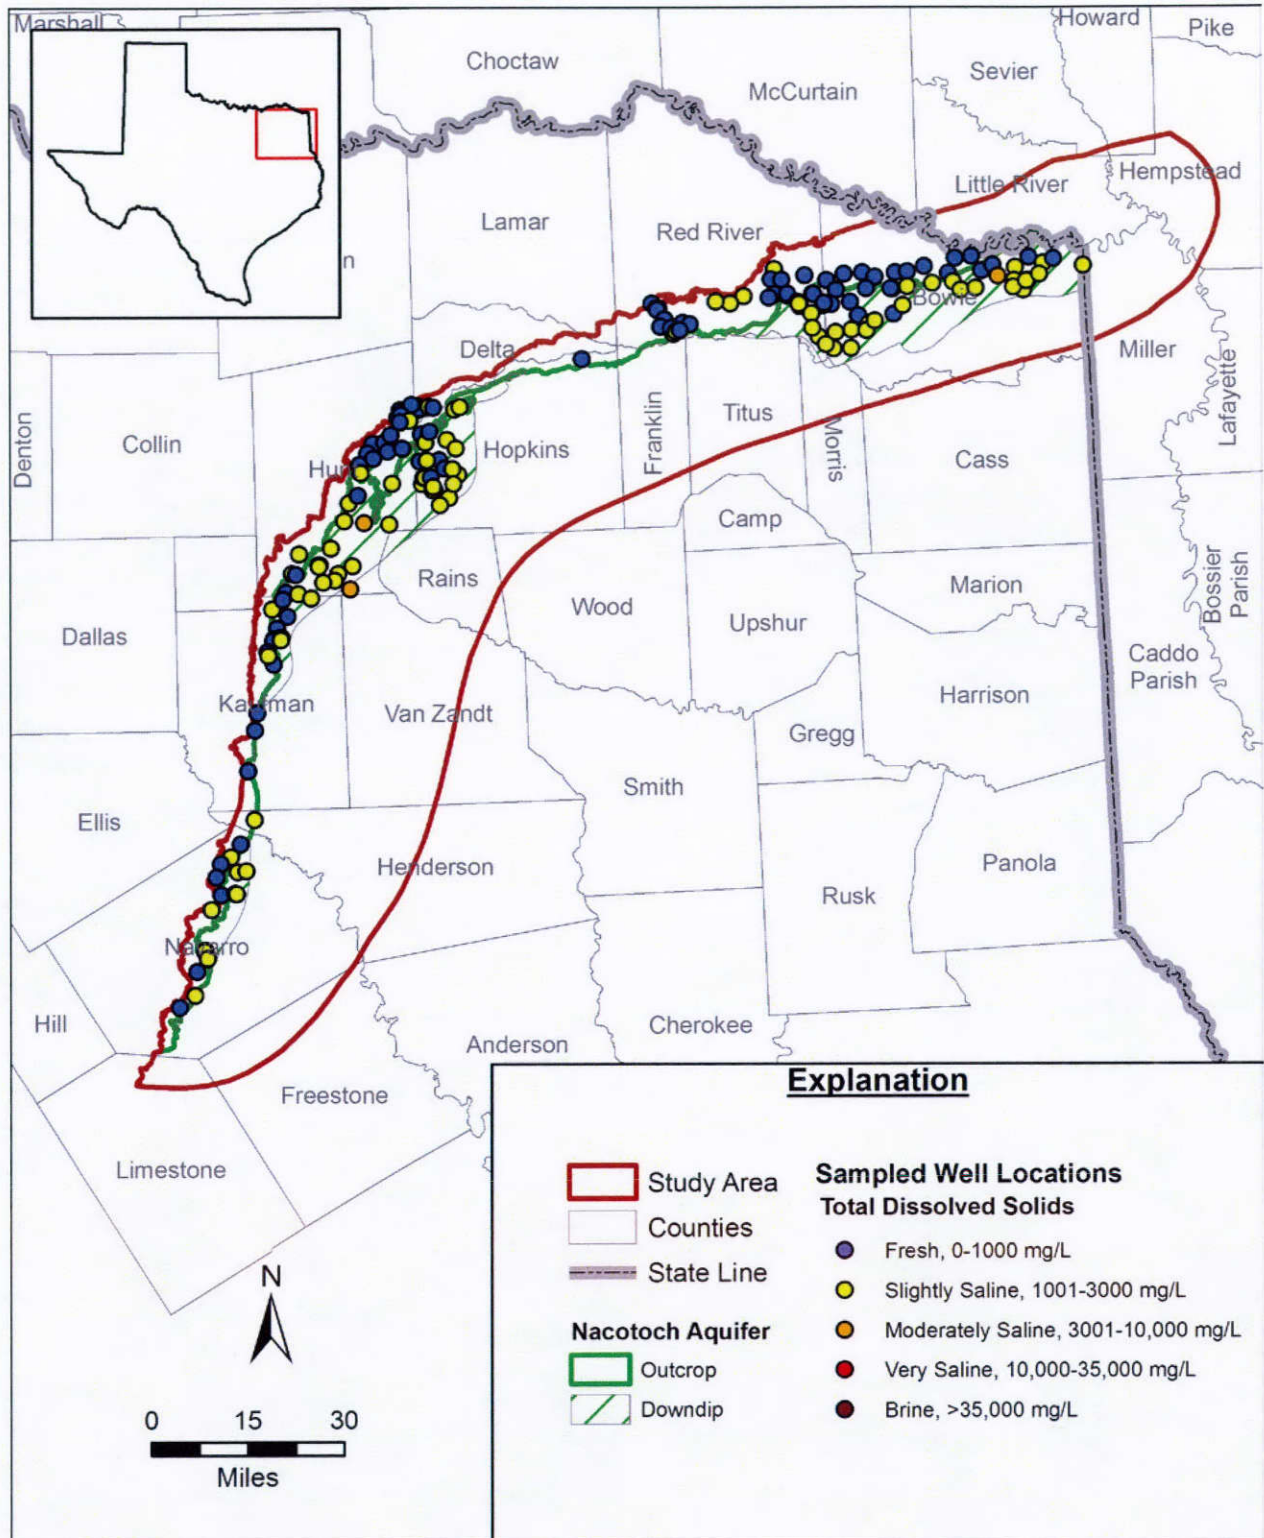 Marshall
Choctaw
Howard
Pike
McCurtain
Sevier
Little River
Hempstead
Lamar
Red River
n
Bowie
Delta
Miller
Lafayette
Denton
Collin
Hunt
Hopkins
Franklin
Titus
Morris
Cass
Camp
Bossier
Parish
Rains
Marion
Wood
Upshur
Dallas
Caddo
Parish
Kaufman
Van Zandt
Harrison
Gregg
Smith
Ellis
Henderson
Panola
Rusk
Navarro
Hill
Cherokee
Anderson
Freestone
Limestone
Explanation
Study Area
Counties
State Line
Nacotoch Aquifer
Outcrop
Downdip
Sampled Well Locations
Total Dissolved Solids
Fresh, 0-1000 mg/L
Slightly Saline, 1001-3000 mg/L
Moderately Saline, 3001-10,000 mg/L
Very Saline, 10,000-35,000 mg/L
Brine, >35,000 mg/L
N
0 15 30
Miles